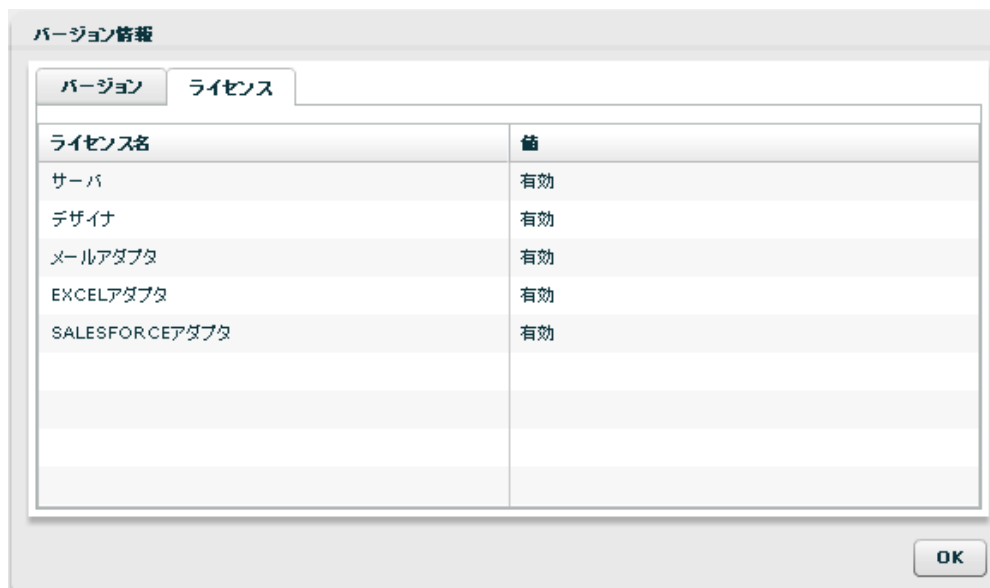 バージョン情報
バージョン ライセンス
ライセンス名 値
サーバ 有効
デザイナ 有効
メールアダプタ 有効
EXCELアダプタ 有効
SALESFORCEアダプタ 有効
OK